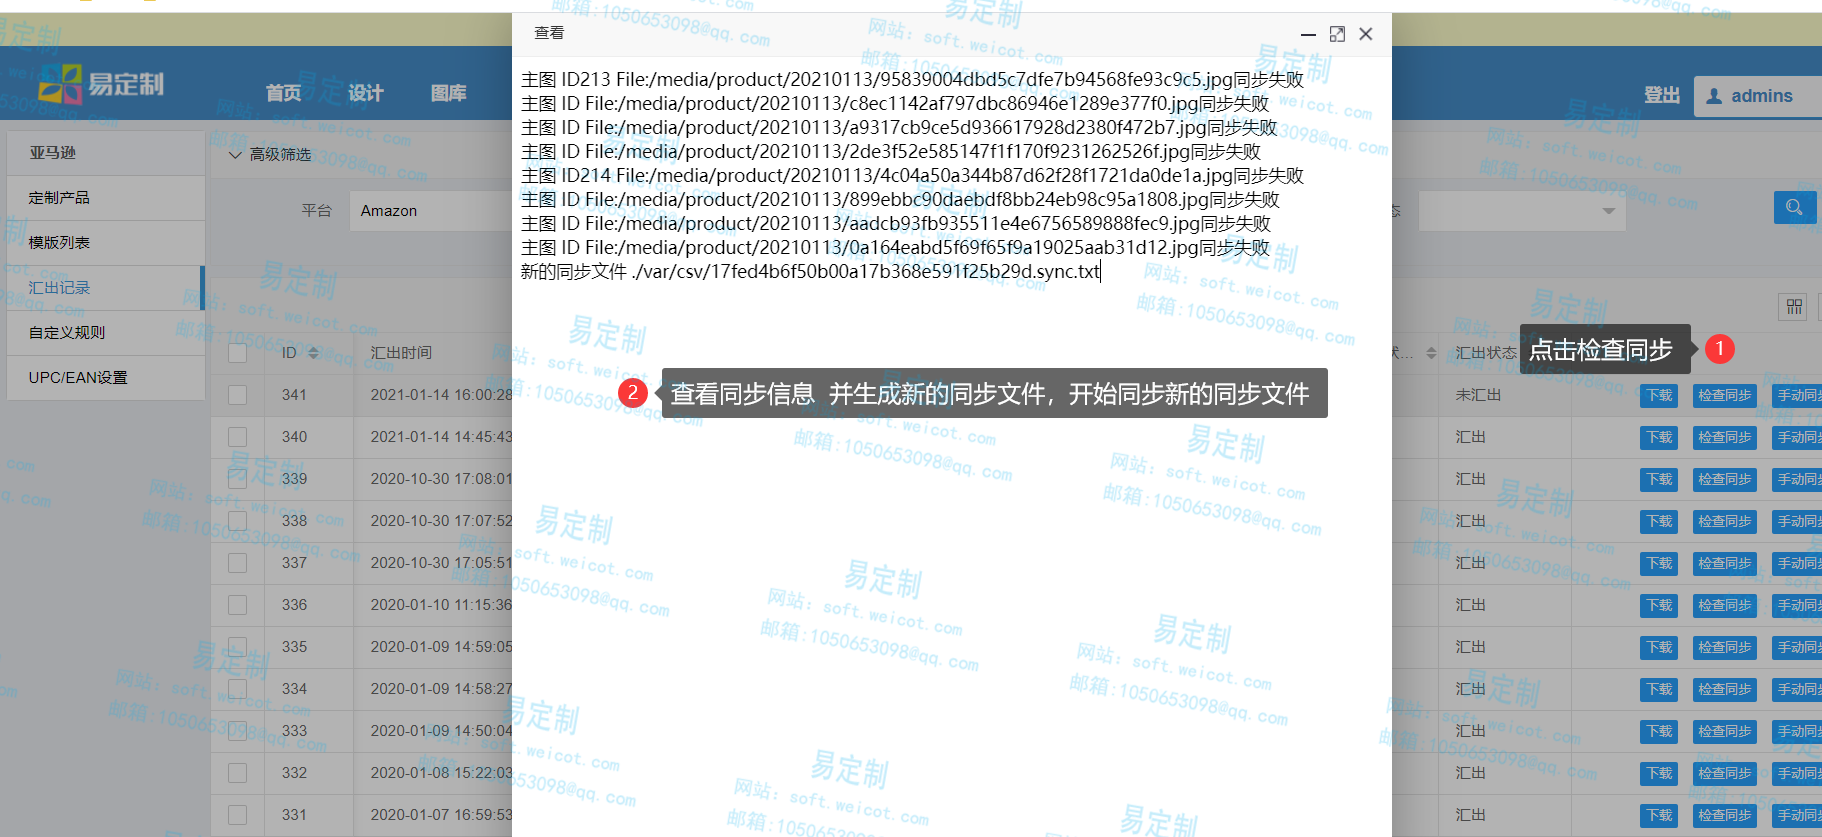 易定制
首页
设计
图库
登出
admins
查看
主图 ID213 File:/media/product/20210113/95839004dbd5c7dfe7b94568fe93c9c5.jpg同步失败
主图 ID File:/media/product/20210113/c8ec1142af797dbc86946e1289e377f0.jpg同步失败
主图 ID File:/media/product/20210113/a9317cb9ce5d936617928d2380f472b7.jpg同步失败
主图 ID File:/media/product/20210113/2de3f52e585147f1f170f9231262526f.jpg同步失败
主图 ID214 File:/media/product/20210113/4c04a50a344b87d62f28f1721da0de1a.jpg同步失败
主图 ID File:/media/product/20210113/899ebbc90daebdf8bb24eb98c95a1808.jpg同步失败
主图 ID File:/media/product/20210113/aadcb93fb935511e4e6756589888fec9.jpg同步失败
主图 ID File:/media/product/20210113/0a164eabd5f69f65f9a19025aab31d12.jpg同步失败
新的同步文件 ./var/csv/17fed4b6f50b00a17b368e591f25b29d.sync.txt
亚马逊
定制产品
模版列表
汇出记录
自定义规则
UPC/EAN设置
高级筛选
平台 Amazon
点击检查同步 1
2 查看同步信息 并生成新的同步文件，开始同步新的同步文件
ID 汇出时间 汇出状态
341 2021-01-14 16:00:28 未汇出 下载 检查同步 手动同步
340 2021-01-14 14:45:43 汇出 下载 检查同步 手动同步
339 2020-10-30 17:08:01 汇出 下载 检查同步 手动同步
338 2020-10-30 17:07:52 汇出 下载 检查同步 手动同步
337 2020-10-30 17:05:51 汇出 下载 检查同步 手动同步
336 2020-01-10 11:15:36 汇出 下载 检查同步 手动同步
335 2020-01-09 14:59:05 汇出 下载 检查同步 手动同步
334 2020-01-09 14:58:27 汇出 下载 检查同步 手动同步
333 2020-01-09 14:50:04 汇出 下载 检查同步 手动同步
332 2020-01-08 15:22:03 汇出 下载 检查同步 手动同步
331 2020-01-07 16:59:53 汇出 下载 检查同步 手动同步
易定制
网站: soft.weicot.com
邮箱:1050653098@qq.com